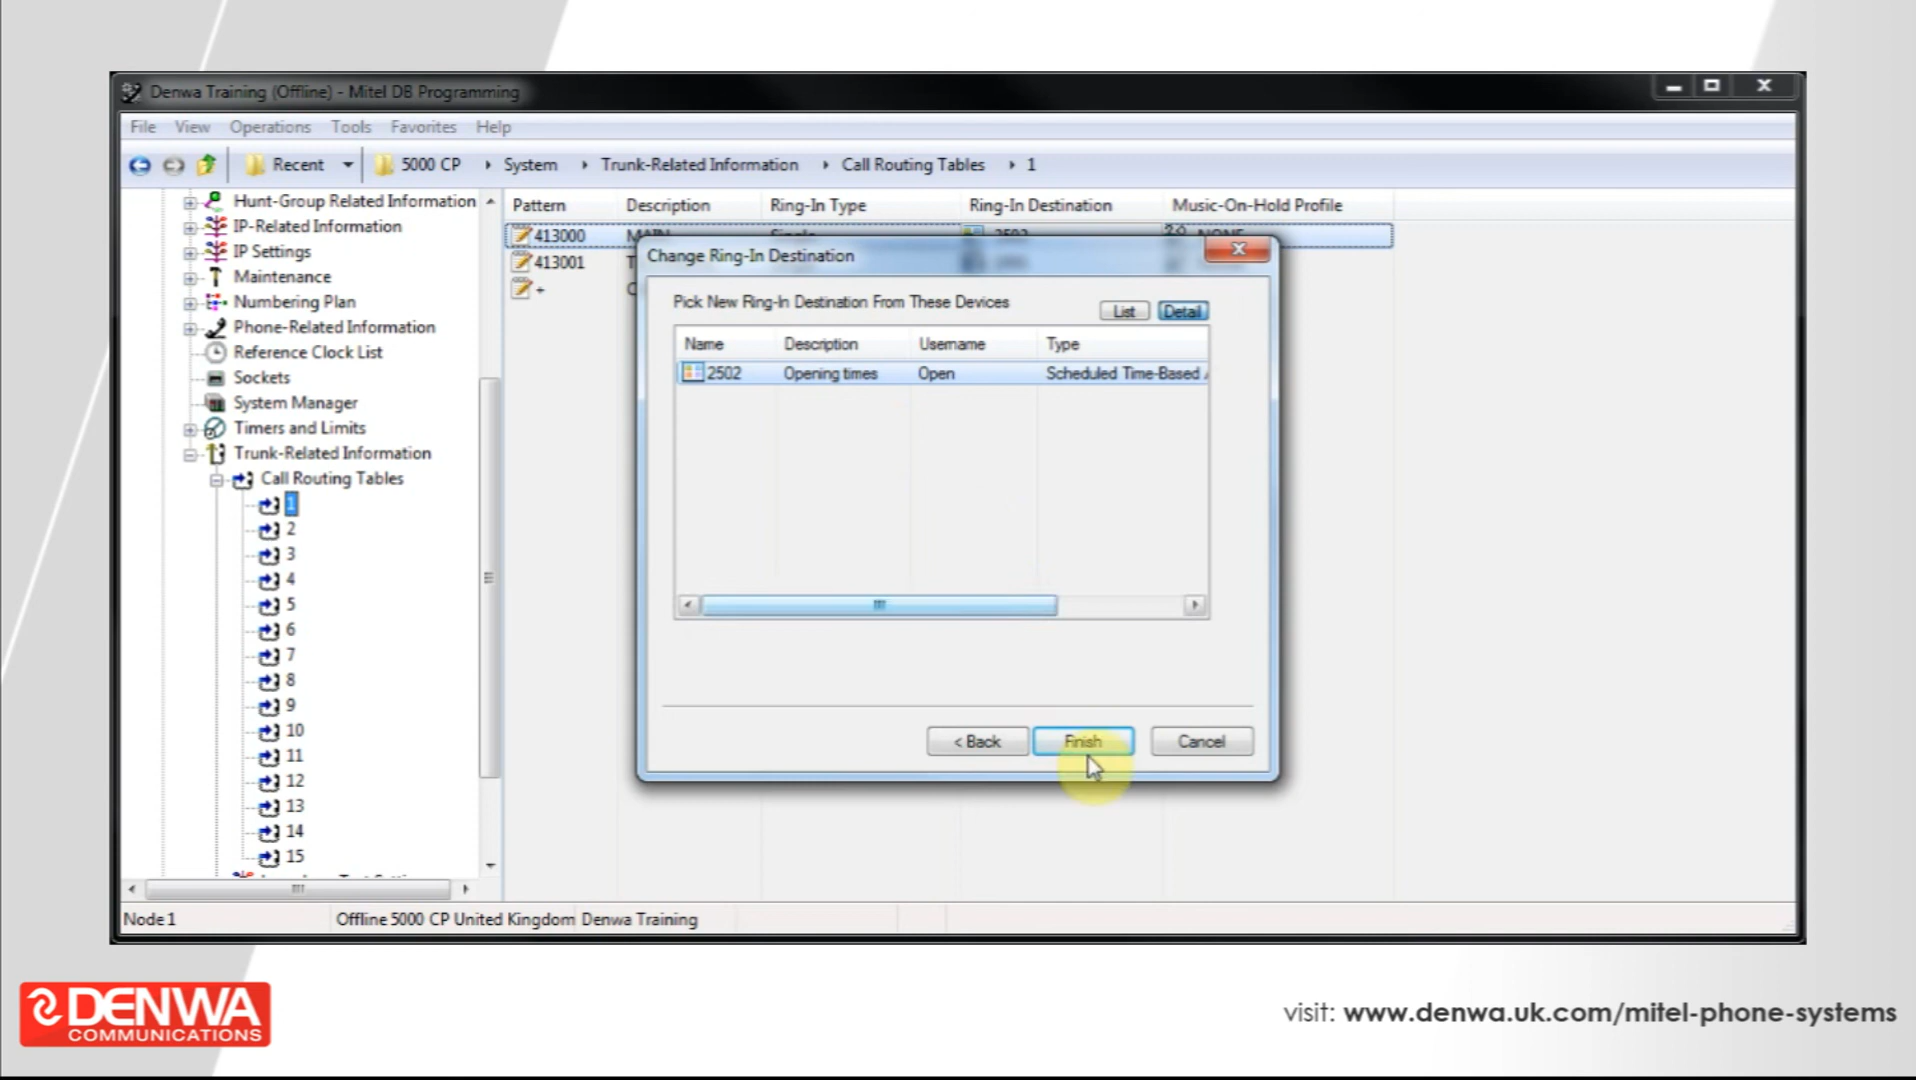 Denwa Training (Offline) - Mitel DB Programming
File View Operations Tools Favorites Help
Recent 5000 CP System Trunk-Related Information Call Routing Tables 1
Hunt-Group Related Information
IP-Related Information
IP Settings
Maintenance
Numbering Plan
Phone-Related Information
Reference Clock List
Sockets
System Manager
Timers and Limits
Trunk-Related Information
Call Routing Tables
1
2
3
4
5
6
7
8
9
10
11
12
13
14
15
Pattern Description Ring-In Type Ring-In Destination Music-On-Hold Profile
413000 MAIN Single 2502 NONE
413001
+
Change Ring-In Destination
Pick New Ring-In Destination From These Devices
List Detail
Name Description Username Type
2502 Opening times Open Scheduled Time-Based
< Back Finish Cancel
Node 1 Offline 5000 CP United Kingdom Denwa Training
DENWA
COMMUNICATIONS
visit: www.denwa.uk.com/mitel-phone-systems